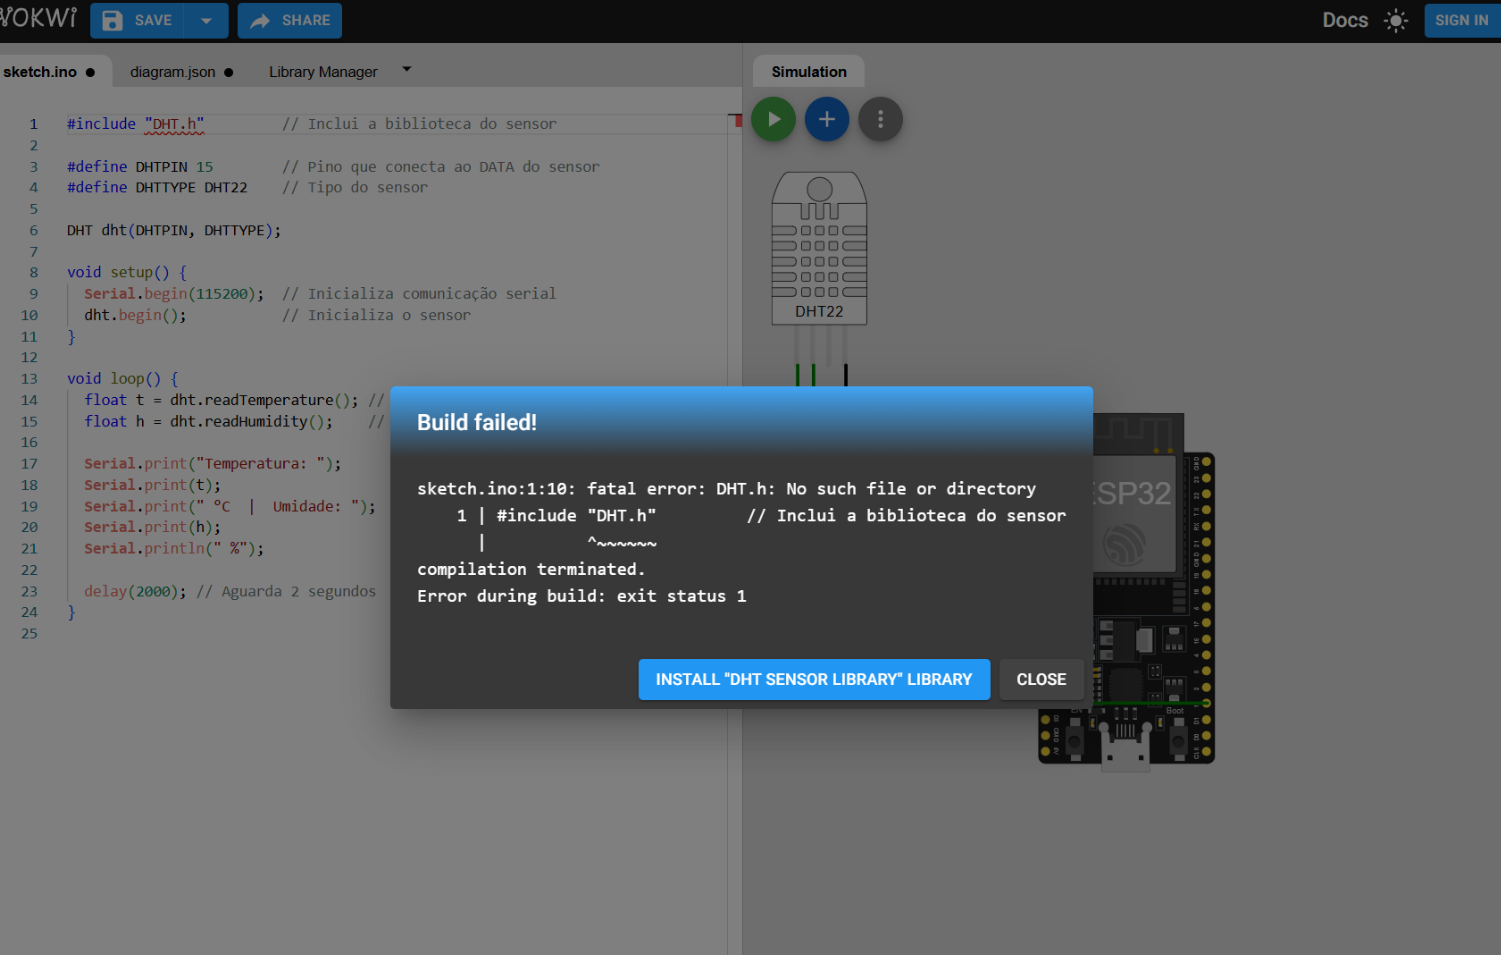 WOKWI SAVE SHARE Docs SIGN IN
sketch.ino ● diagram.json ● Library Manager Simulation
1 #include "DHT.h" // Inclui a biblioteca do sensor
2
3 #define DHTPIN 15 // Pino que conecta ao DATA do sensor
4 #define DHTTYPE DHT22 // Tipo do sensor
5
6 DHT dht(DHTPIN, DHTTYPE);
7
8 void setup() {
9 Serial.begin(115200); // Inicializa comunicação serial
10 dht.begin(); // Inicializa o sensor
11 }
12
13 void loop() {
14 float t = dht.readTemperature(); //
15 float h = dht.readHumidity(); //
16
17 Serial.print("Temperatura: ");
18 Serial.print(t);
19 Serial.print(" °C | Umidade: ");
20 Serial.print(h);
21 Serial.println(" %");
22
23 delay(2000); // Aguarda 2 segundos
24 }
25
DHT22
Build failed!
sketch.ino:1:10: fatal error: DHT.h: No such file or directory
1 | #include "DHT.h" // Inclui a biblioteca do sensor
| ^~~~~~~
compilation terminated.
Error during build: exit status 1
INSTALL "DHT SENSOR LIBRARY" LIBRARY CLOSE
ESP32
Boot